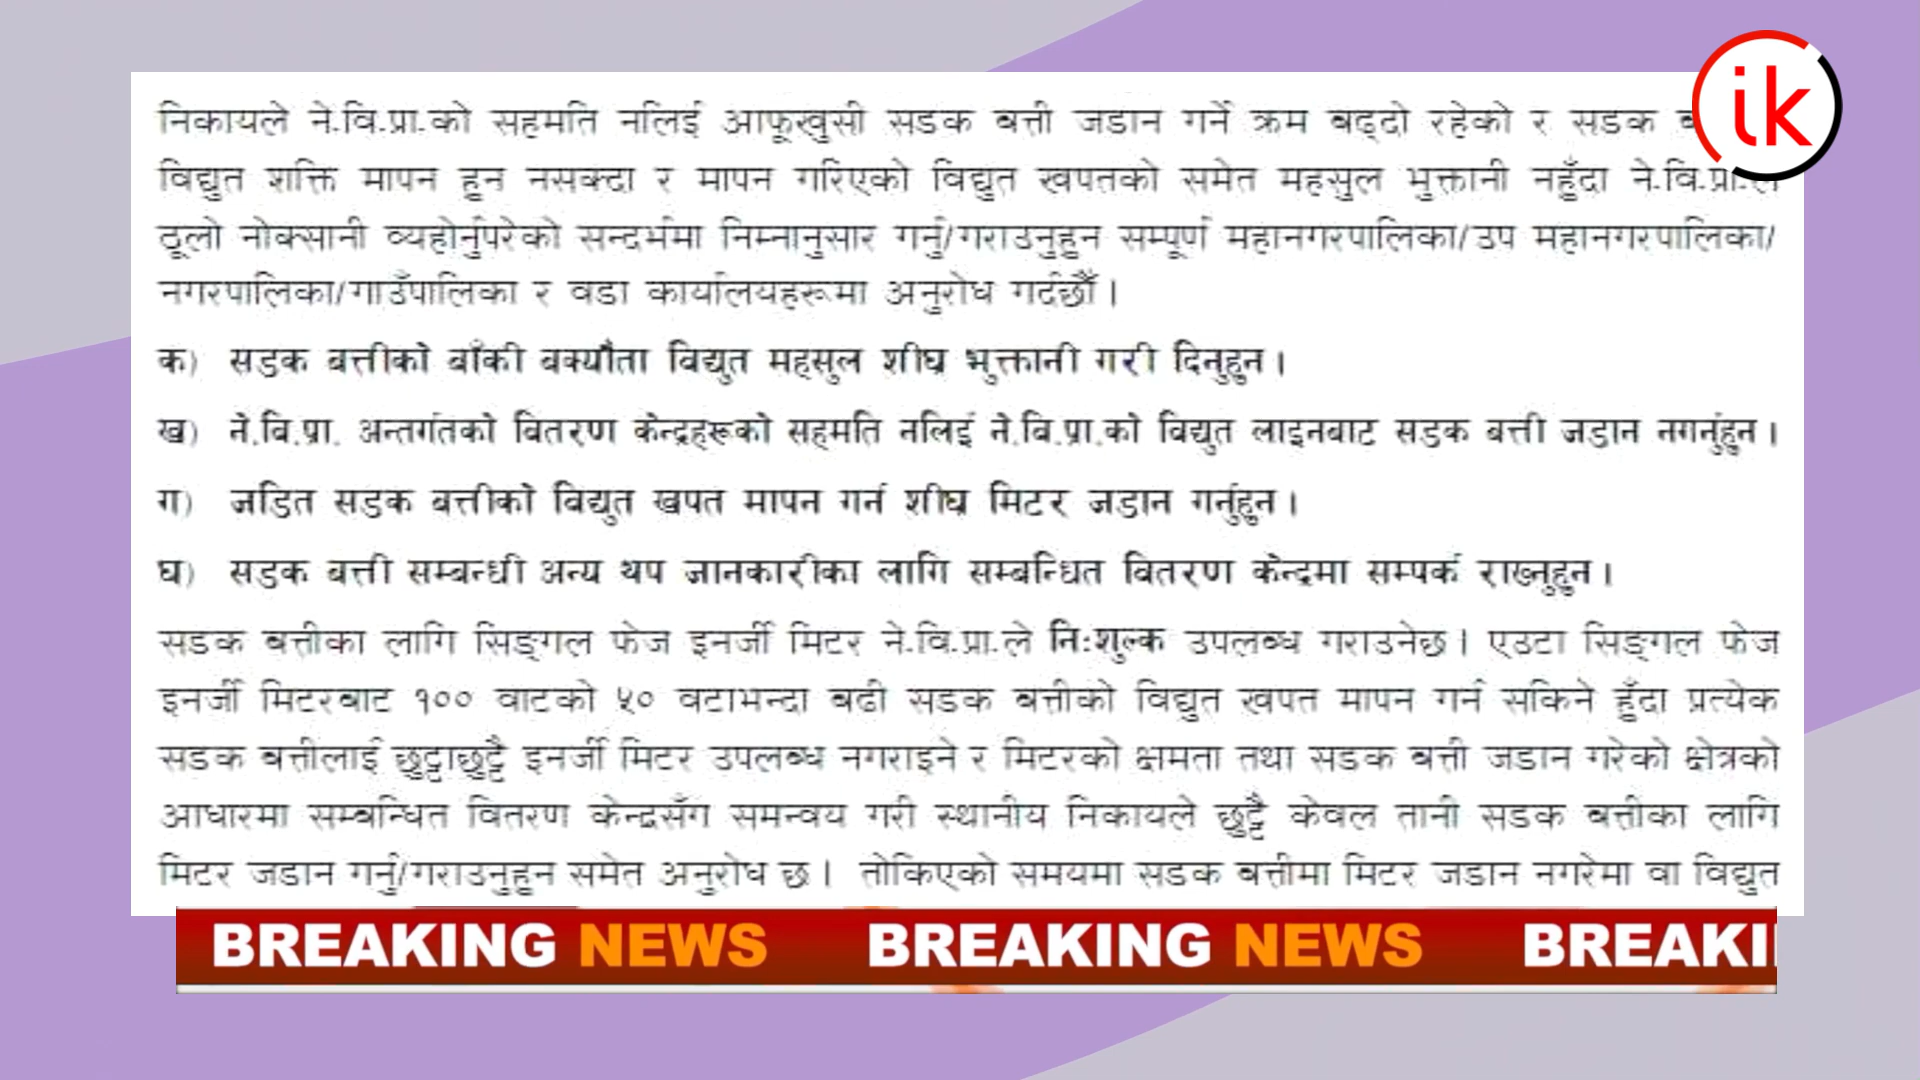 ik
निकायले ने.वि.प्रा.को सहमति नलिई आफूखुसी सडक बत्ती जडान गर्ने क्रम बढ्दो रहेको र सडक
विद्युत शक्ति मापन हुन नसक्दा र मापन गरिएको विद्युत खपतको समेत महसुल भुक्तानी नहुँदा ने.वि.प्रा.ले
ठूलो नोक्सानी व्यहोर्नुपरेको सन्दर्भमा निम्नानुसार गर्नु/गराउनुहुन सम्पूर्ण महानगरपालिका/उप महानगरपालिका/
नगरपालिका/गाउँपालिका र वडा कार्यालयहरूमा अनुरोध गर्दछौँ।
क) सडक बत्तीको बाँकी बक्यौता विद्युत महसुल शीघ्र भुक्तानी गरी दिनुहुन।
ख) ने.वि.प्रा. अन्तर्गतको वितरण केन्द्रहरूको सहमति नलिई ने.वि.प्रा.को विद्युत लाइनबाट सडक बत्ती जडान नगर्नुहुन।
ग) जडित सडक बत्तीको विद्युत खपत मापन गर्न शीघ्र मिटर जडान गर्नुहुन।
घ) सडक बत्ती सम्बन्धी अन्य थप जानकारीका लागि सम्बन्धित वितरण केन्द्रमा सम्पर्क राख्नुहुन।
सडक बत्तीका लागि सिङ्गल फेज इनर्जी मिटर ने.वि.प्रा.ले निःशुल्क उपलब्ध गराउनेछ। एउटा सिङ्गल फेज
इनर्जी मिटरबाट १०० वाटको ५० वटाभन्दा बढी सडक बत्तीको विद्युत खपत मापन गर्न सकिने हुँदा प्रत्येक
सडक बत्तीलाई छुट्टाछुट्टै इनर्जी मिटर उपलब्ध नगराइने र मिटरको क्षमता तथा सडक बत्ती जडान गरेको क्षेत्रको
आधारमा सम्बन्धित वितरण केन्द्रसँग समन्वय गरी स्थानीय निकायले छुट्टै केवल तानी सडक बत्तीका लागि
मिटर जडान गर्नु/गराउनुहुन समेत अनुरोध छ। तोकिएको समयमा सडक बत्तीमा मिटर जडान नगरेमा वा विद्युत
BREAKING NEWS BREAKING NEWS BREAKI